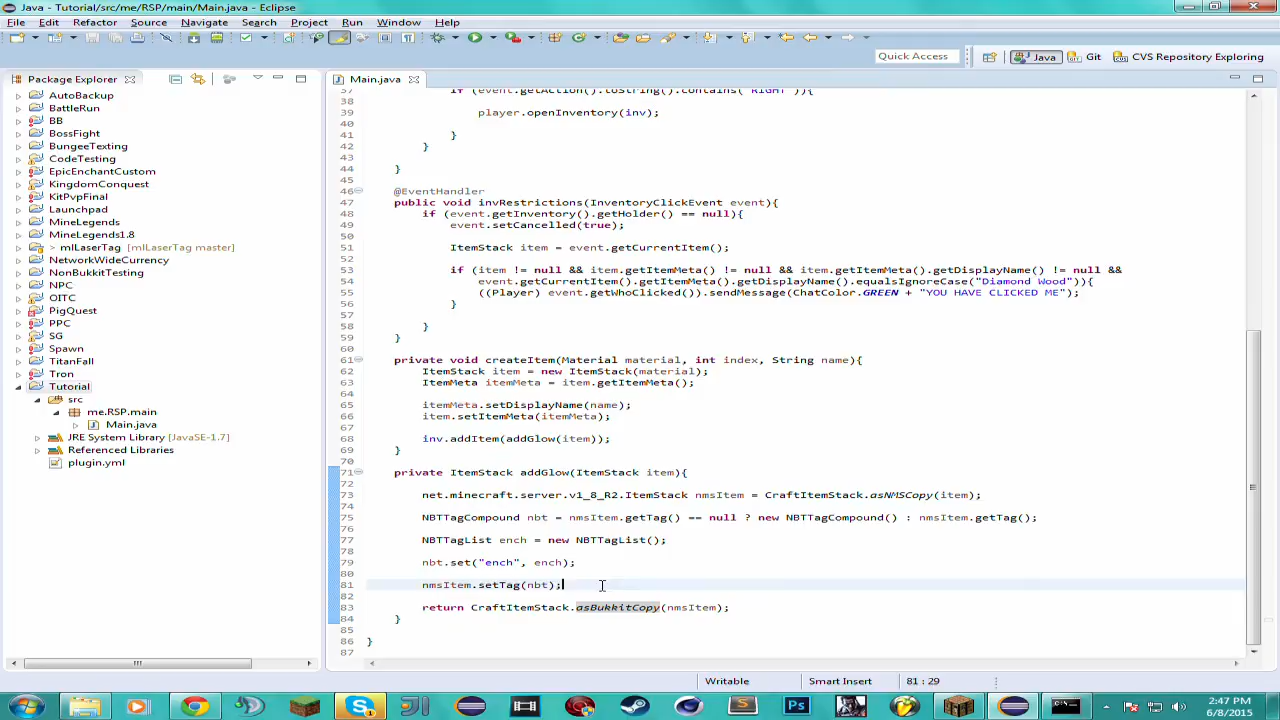 Java - Tutorial/src/me/RSP/main/Main.java - Eclipse
File Edit Refactor Source Navigate Search Project Run Window Help
Quick Access
Java
Git
CVS Repository Exploring
Package Explorer
Main.java
AutoBackup
BattleRun
BB
BossFight
BungeeTesting
CodeTesting
EpicEnchantCustom
KingdomConquest
KitPvpFinal
Launchpad
MineLegends
MineLegends1.8
> mlLaserTag [mlLaserTag master]
NetworkWideCurrency
NonBukkitTesting
NPC
OITC
PigQuest
PPC
SG
Spawn
TitanFall
Tron
Tutorial
src
me.RSP.main
Main.java
JRE System Library [JavaSE-1.7]
Referenced Libraries
plugin.yml
37 if (event.getAction().toString().contains("RIGHT")){
38
39 player.openInventory(inv);
40
41 }
42 }
43
44 }
45
46 @EventHandler
47 public void invRestrictions(InventoryClickEvent event){
48 if (event.getInventory().getHolder() == null){
49 event.setCancelled(true);
50
51 ItemStack item = event.getCurrentItem();
52
53 if (item != null && item.getItemMeta() != null && item.getItemMeta().getDisplayName() != null &&
54 event.getCurrentItem().getItemMeta().getDisplayName().equalsIgnoreCase("Diamond Wood")){
55 ((Player) event.getWhoClicked()).sendMessage(ChatColor.GREEN + "YOU HAVE CLICKED ME");
56 }
57
58 }
59 }
60
61 private void createItem(Material material, int index, String name){
62 ItemStack item = new ItemStack(material);
63 ItemMeta itemMeta = item.getItemMeta();
64
65 itemMeta.setDisplayName(name);
66 item.setItemMeta(itemMeta);
67
68 inv.addItem(addGlow(item));
69 }
70
71 private ItemStack addGlow(ItemStack item){
72
73 net.minecraft.server.v1_8_R2.ItemStack nmsItem = CraftItemStack.asNMSCopy(item);
74
75 NBTTagCompound nbt = nmsItem.getTag() == null ? new NBTTagCompound() : nmsItem.getTag();
76
77 NBTTagList ench = new NBTTagList();
78
79 nbt.set("ench", ench);
80
81 nmsItem.setTag(nbt);
82
83 return CraftItemStack.asBukkitCopy(nmsItem);
84 }
85
86 }
87
Writable
Smart Insert
81 : 29
2:47 PM
6/8/2015